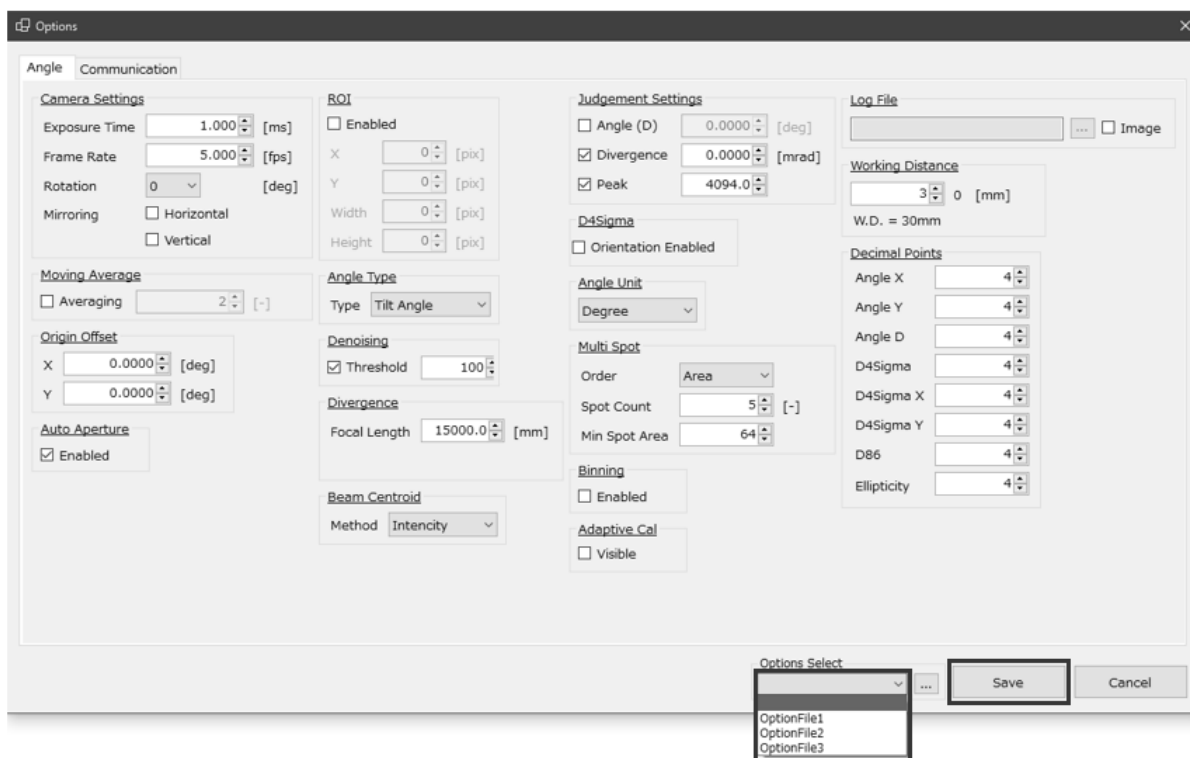 Options
Angle
Communication
Camera Settings
Exposure Time 1.000 [ms]
Frame Rate 5.000 [fps]
Rotation 0 [deg]
Mirroring Horizontal
Vertical
Moving Average
Averaging 2 [-]
Origin Offset
X 0.0000 [deg]
Y 0.0000 [deg]
Auto Aperture
Enabled
ROI
Enabled
X 0 [pix]
Y 0 [pix]
Width 0 [pix]
Height 0 [pix]
Angle Type
Type Tilt Angle
Denoising
Threshold 100
Divergence
Focal Length 15000.0 [mm]
Beam Centroid
Method Intencity
Judgement Settings
Angle (D) 0.0000 [deg]
Divergence 0.0000 [mrad]
Peak 4094.0
D4Sigma
Orientation Enabled
Angle Unit
Degree
Multi Spot
Order Area
Spot Count 5 [-]
Min Spot Area 64
Binning
Enabled
Adaptive Cal
Visible
Log File
... Image
Working Distance
3 0 [mm]
W.D. = 30mm
Decimal Points
Angle X 4
Angle Y 4
Angle D 4
D4Sigma 4
D4Sigma X 4
D4Sigma Y 4
D86 4
Ellipticity 4
Options Select
... Save Cancel
OptionFile1
OptionFile2
OptionFile3